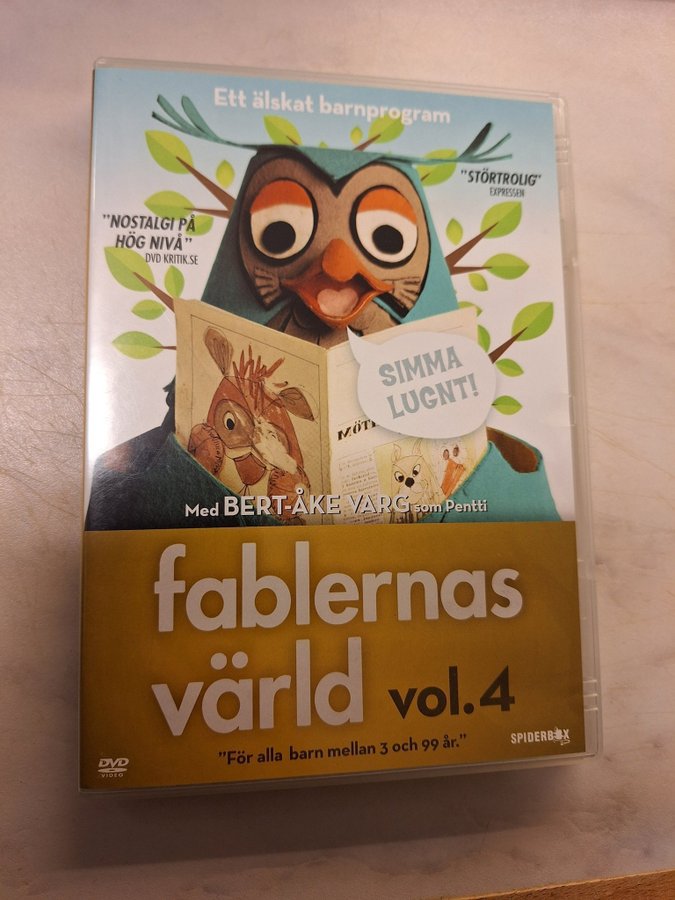 Ett älskat barnprogram
"STÖRTROLIG"
EXPRESSEN
"NOSTALGI PÅ
HÖG NIVÅ"
DVD KRITIK.SE
SIMMA
LUGNT!
Med BERT-ÅKE VARG som Pentti
fablernas
värld vol.4
"För alla barn mellan 3 och 99 år."
DVD
VIDEO
SPIDERBOX